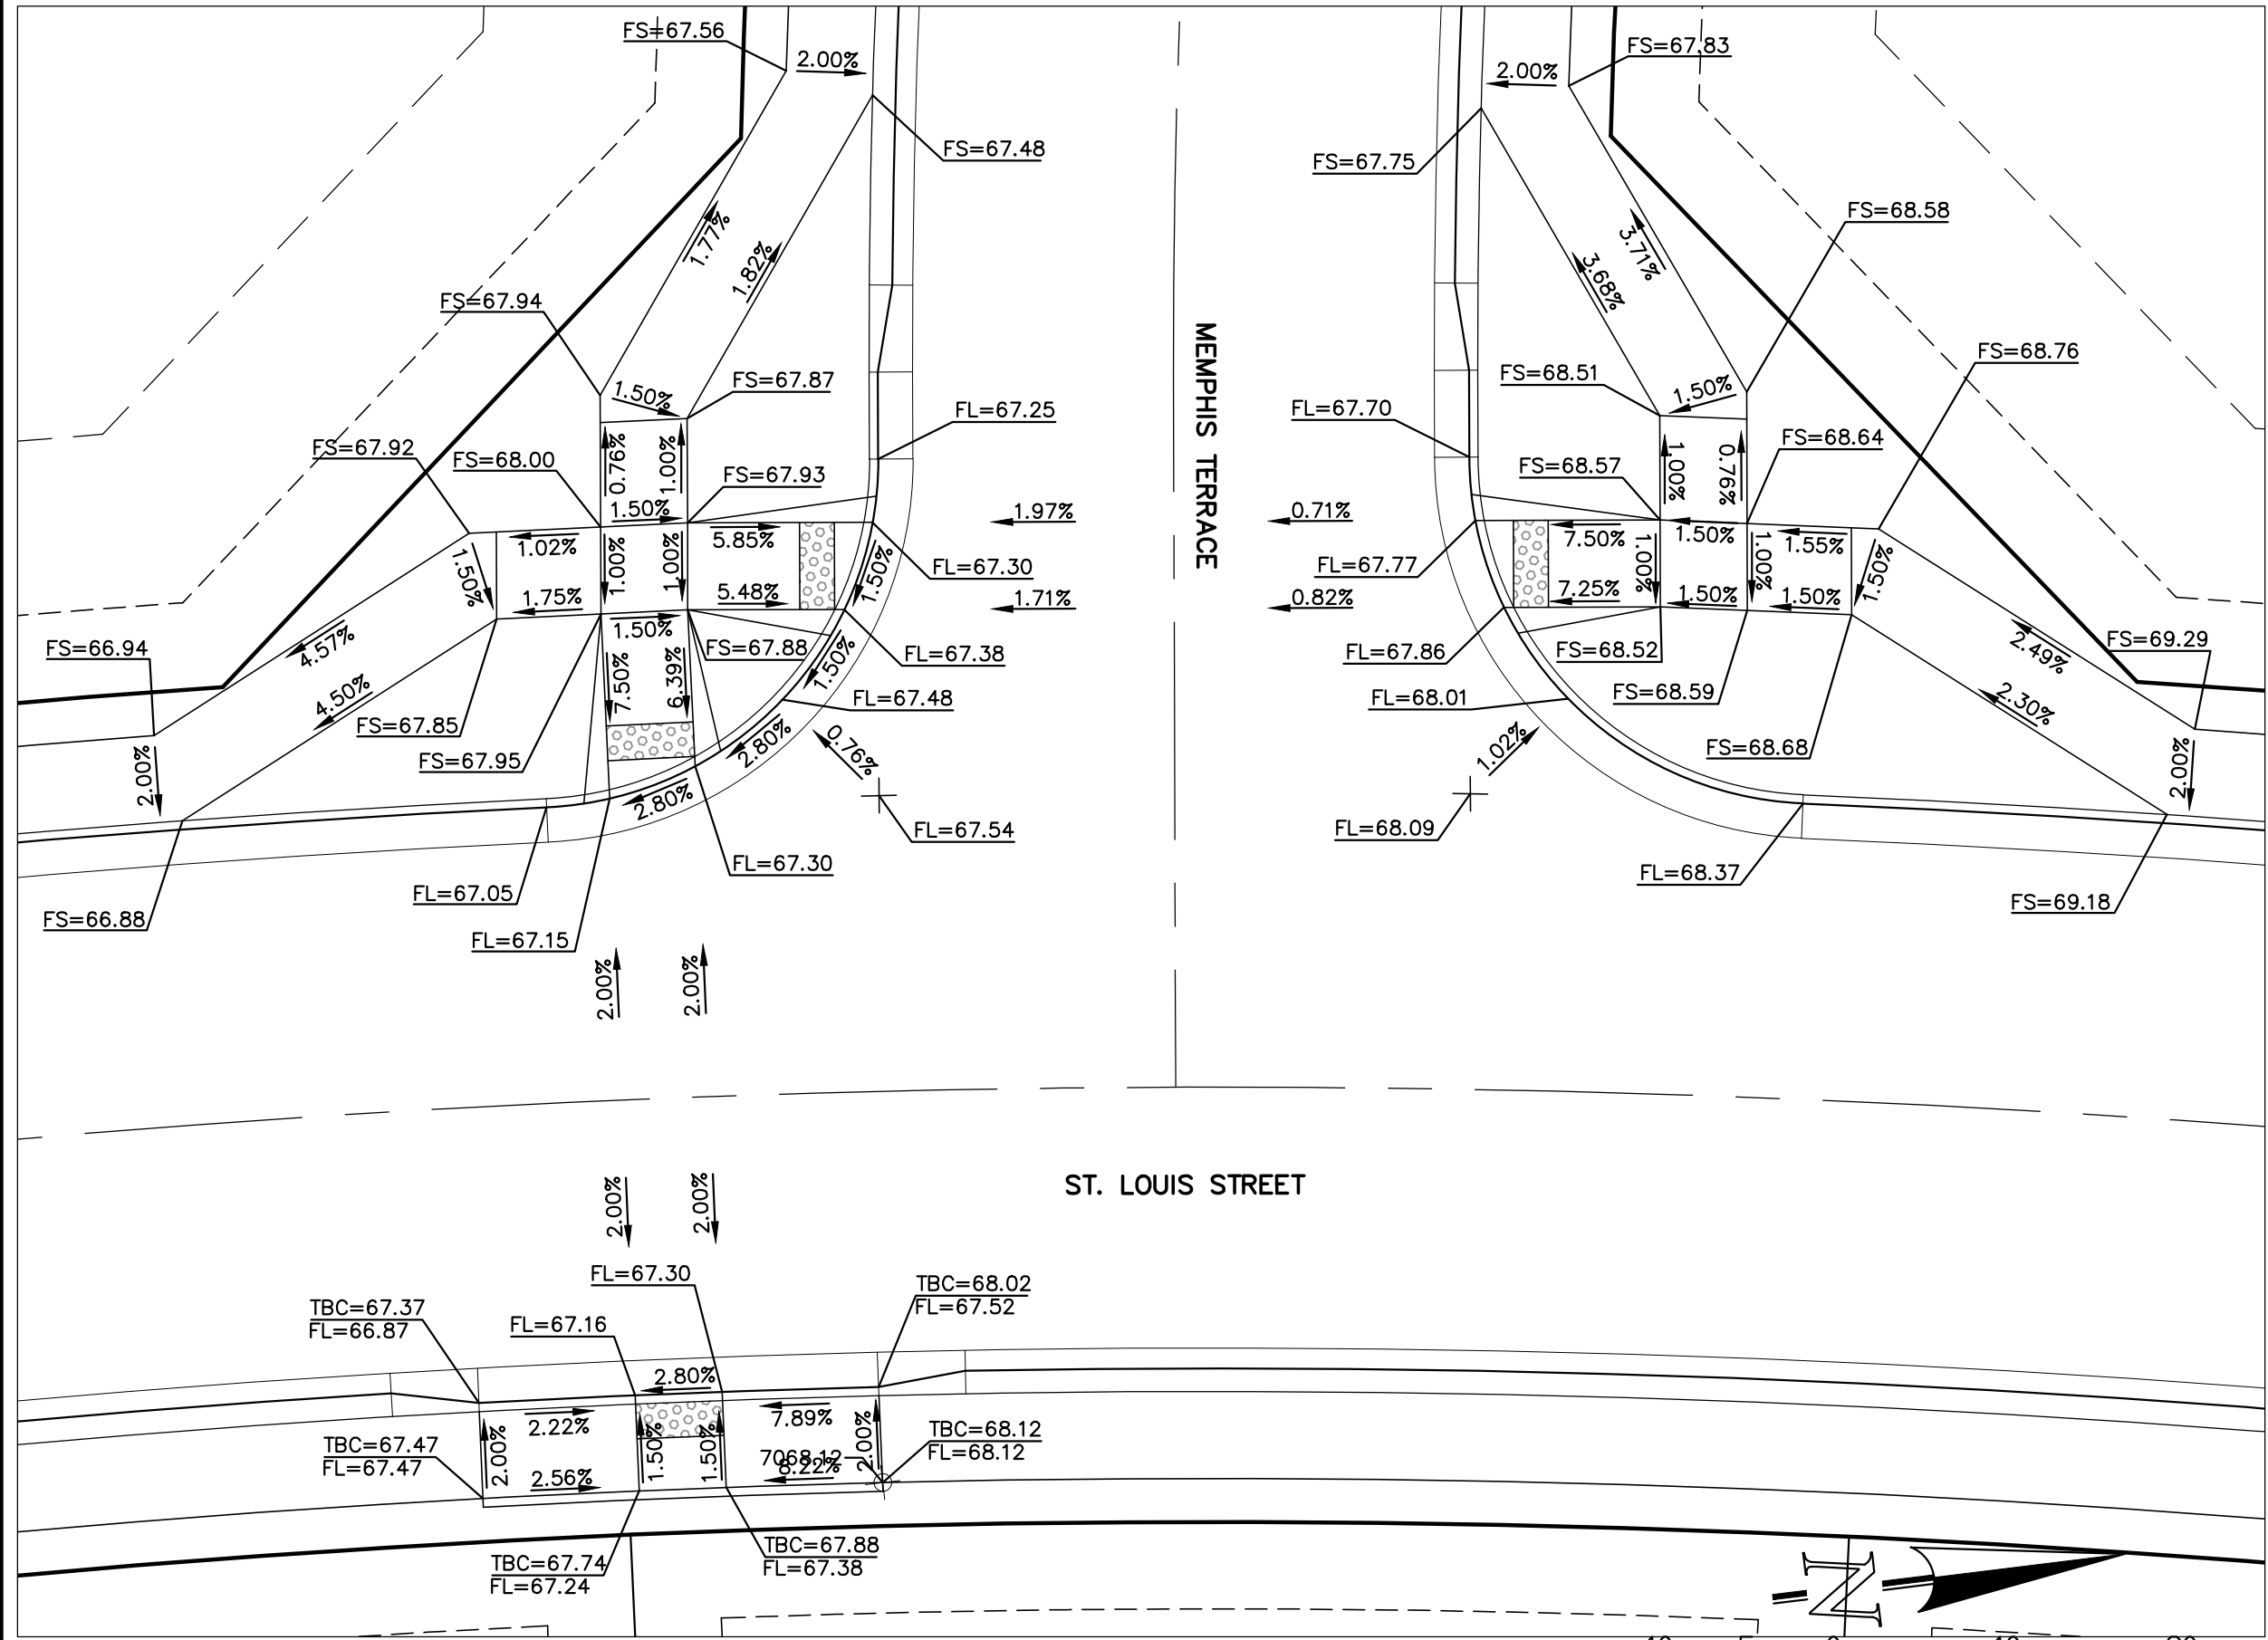 FS=67.56
2.00%
FS=67.48
2.00%
FS=67.83
FS=67.75
FS=68.58
1.77%
1.82%
3.71%
3.68%
FS=67.94
FS=67.87
1.50%
FL=67.25
MEMPHIS TERRACE
FL=67.70
FS=68.51
1.50%
FS=68.76
FS=67.92
FS=68.00
0.76%
1.00%
FS=67.93
FS=68.57
1.00%
0.76%
FS=68.64
1.50%
1.97%
0.71%
1.02%
1.50%
1.00%
1.00%
5.85%
1.50%
FL=67.30
FL=67.77
7.50%
1.00%
1.50%
1.00%
1.55%
1.50%
1.75%
5.48%
1.71%
0.82%
7.25%
1.50%
1.50%
FS=66.94
4.57%
1.50%
FS=67.88
1.50%
FL=67.38
FL=67.86
FS=68.52
2.49%
FS=69.29
4.50%
FS=67.85
7.50%
6.39%
FL=67.48
FL=68.01
FS=68.59
2.30%
2.00%
FS=67.95
2.80%
0.76%
1.02%
FS=68.68
2.00%
2.80%
FL=67.54
FL=68.09
FL=67.30
FL=68.37
FS=66.88
FL=67.05
FS=69.18
FL=67.15
2.00%
2.00%
ST. LOUIS STREET
2.00%
2.00%
FL=67.30
TBC=68.02
FL=67.52
TBC=67.37
FL=66.87
FL=67.16
2.80%
2.22%
7.89%
TBC=67.47
FL=67.47
2.00%
1.50%
1.50%
7068.12
2.00%
TBC=68.12
FL=68.12
2.56%
8.22%
TBC=67.74
FL=67.24
TBC=67.88
FL=67.38
N